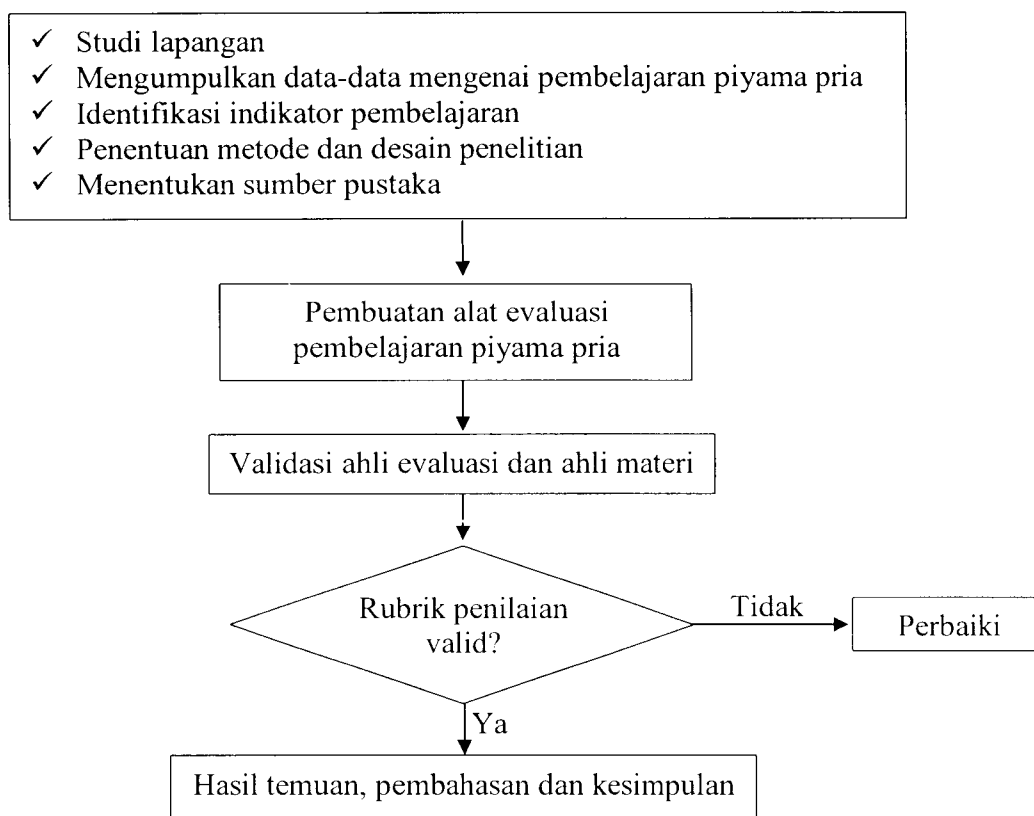 ✓ Studi lapangan
✓ Mengumpulkan data-data mengenai pembelajaran piyama pria
✓ Identifikasi indikator pembelajaran
✓ Penentuan metode dan desain penelitian
✓ Menentukan sumber pustaka
Pembuatan alat evaluasi
pembelajaran piyama pria
Validasi ahli evaluasi dan ahli materi
Rubrik penilaian
valid?
Tidak
Perbaiki
Ya
Hasil temuan, pembahasan dan kesimpulan